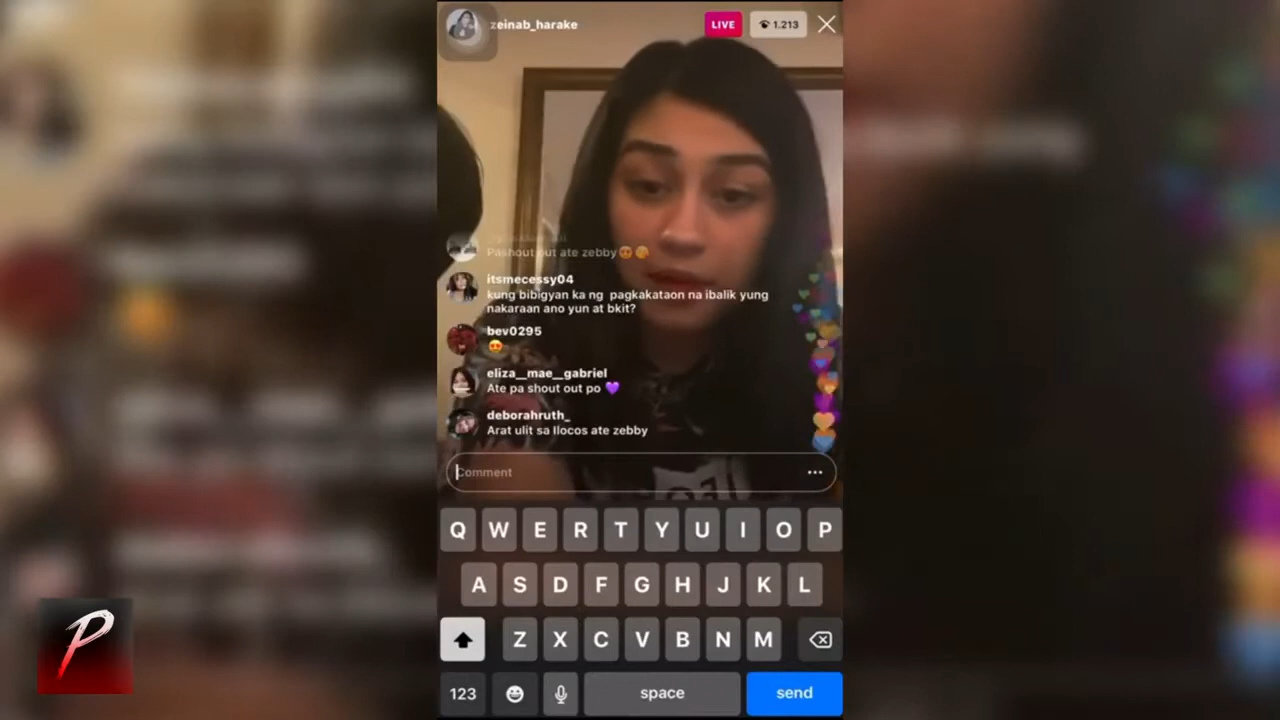 zeinab_harake
LIVE
1.213
Pashout out ate zebby😍😘
itsmecessy04
kung bibigyan ka ng pagkakataon na ibalik yung
nakaraan ano yun at bkit?
bev0295
😍
eliza__mae__gabriel
Ate pa shout out po 💜
deborahruth_
Arat ulit sa Ilocos ate zebby
Comment
Q W E R T Y U I O P
A S D F G H J K L
Z X C V B N M
123 space send
P